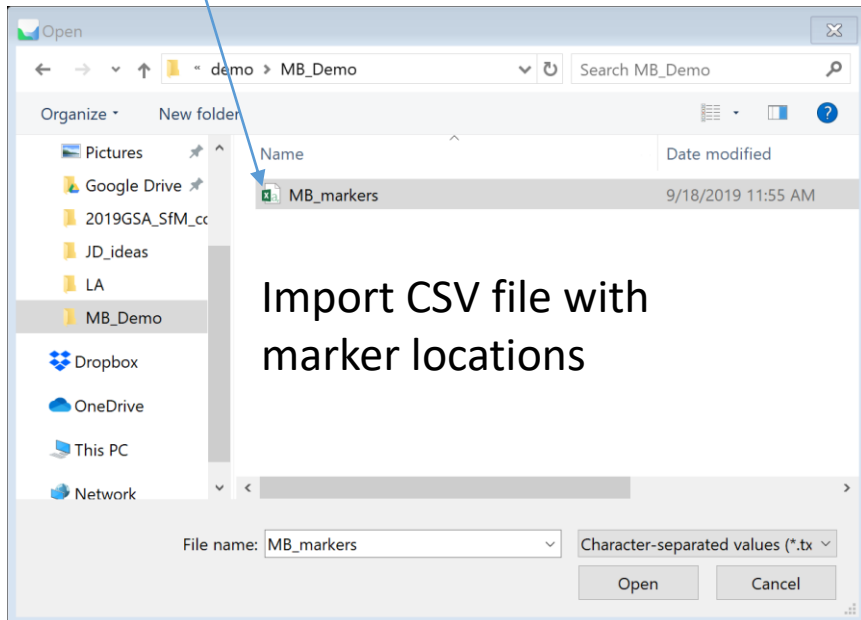 Open
« demo > MB_Demo
Search MB_Demo
Organize
New folder
Name
Date modified
Pictures
Google Drive
2019GSA_SfM_cc
JD_ideas
LA
MB_Demo
Dropbox
OneDrive
This PC
Network
MB_markers
9/18/2019 11:55 AM
Import CSV file with
marker locations
File name: MB_markers
Character-separated values (*.tx
Open
Cancel